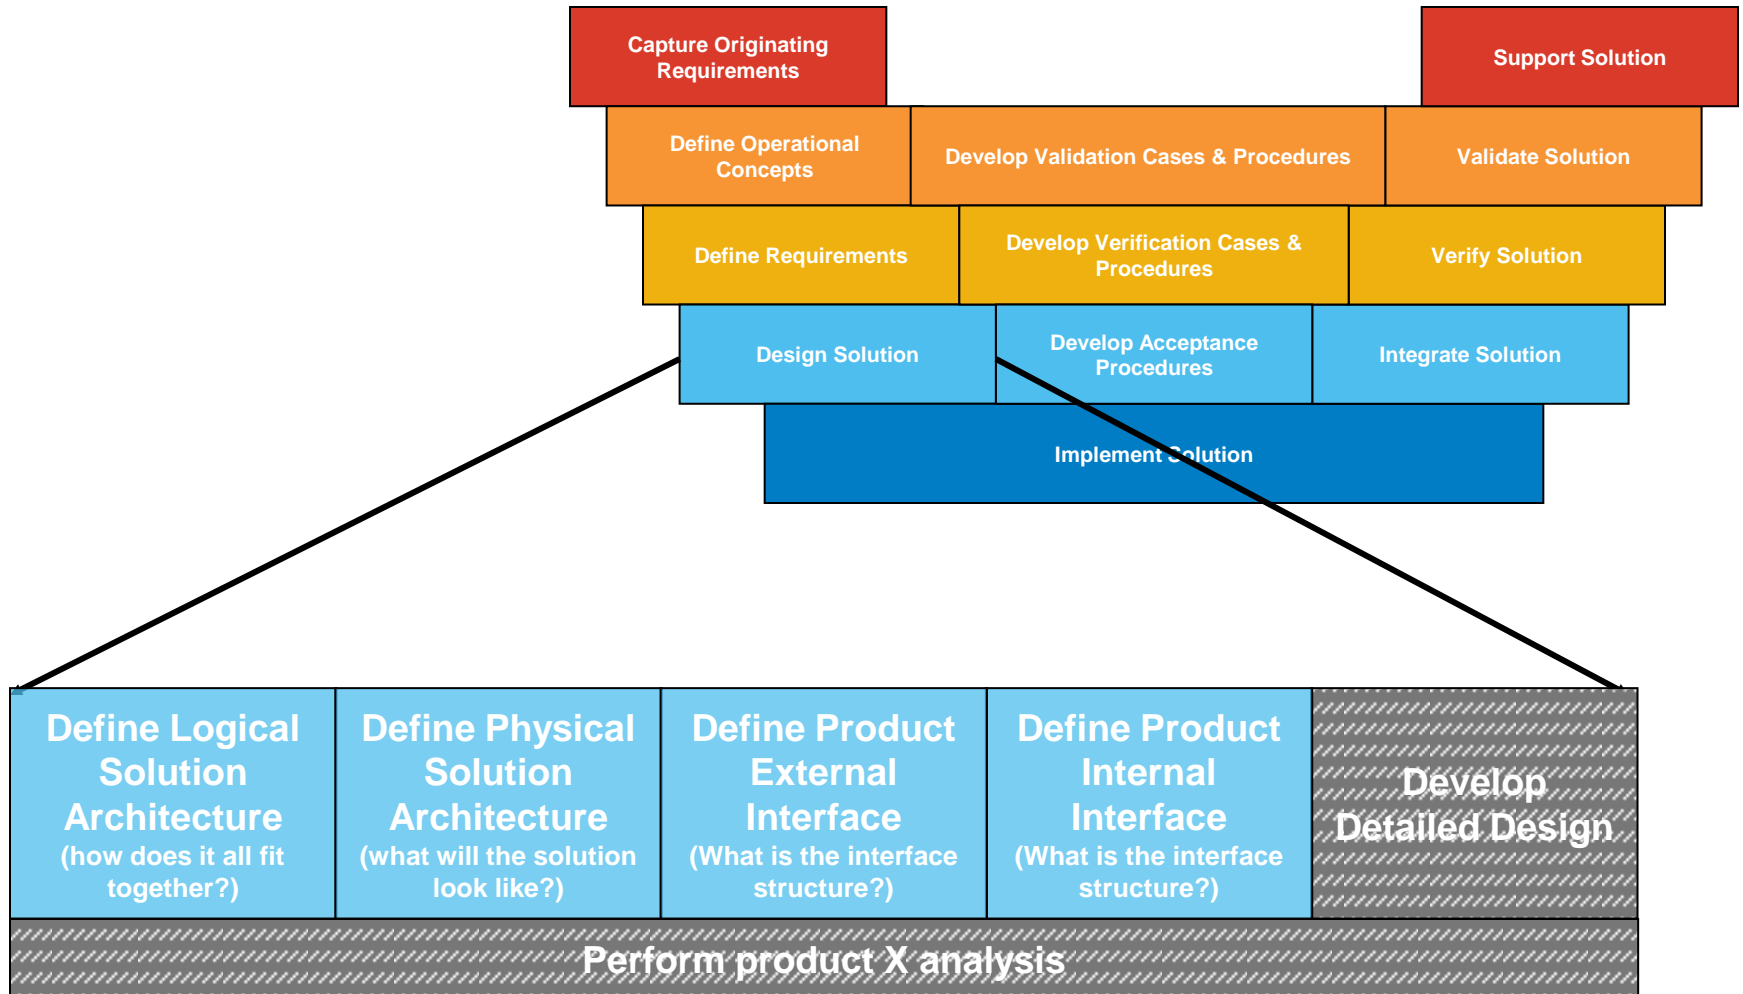 Capture Originating
Requirements
Support Solution
Define Operational
Concepts
Develop Validation Cases & Procedures
Validate Solution
Define Requirements
Develop Verification Cases &
Procedures
Verify Solution
Design Solution
Develop Acceptance
Procedures
Integrate Solution
Implement Solution
Define Logical
Solution
Architecture
(how does it all fit
together?)
Define Physical
Solution
Architecture
(what will the solution
look like?)
Define Product
External
Interface
(What is the interface
structure?)
Define Product
Internal
Interface
(What is the interface
structure?)
Develop
Detailed Design
Perform product X analysis